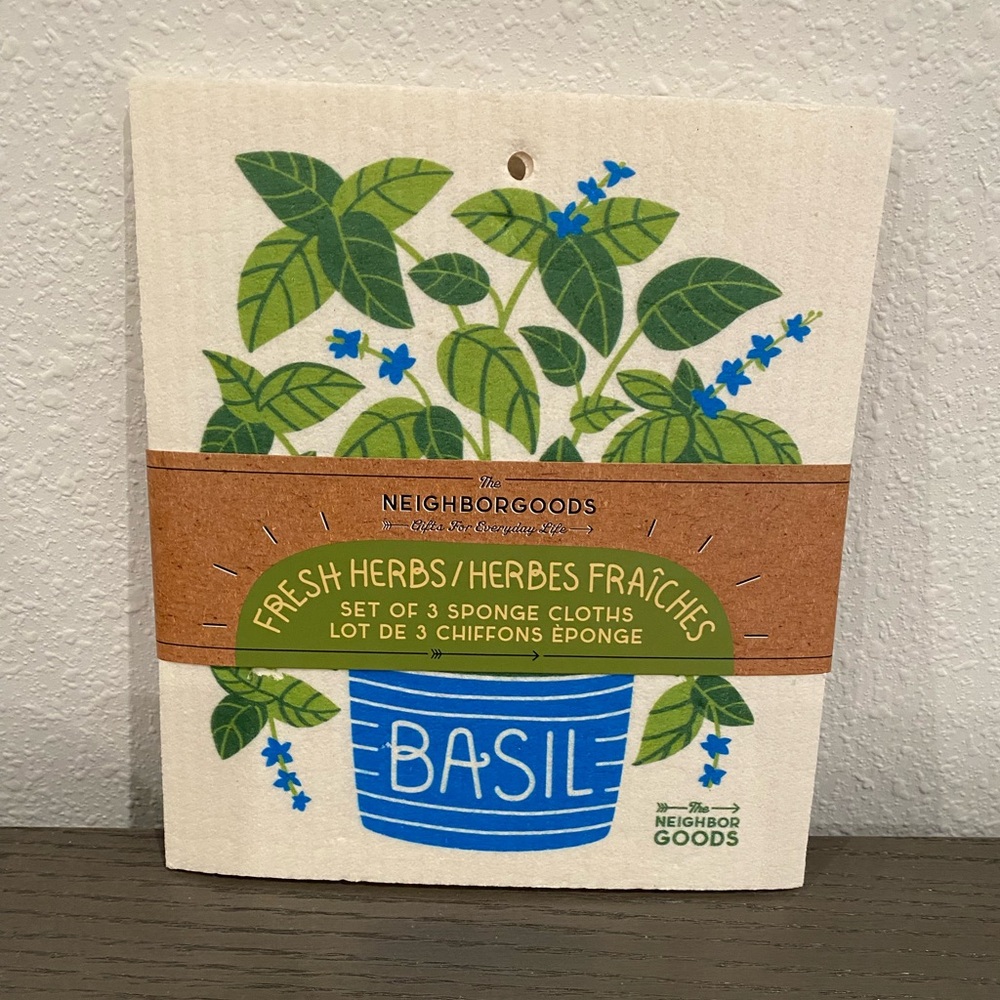 The
NEIGHBORGOODS
Gifts For Everyday Life
FRESH HERBS/HERBES FRAÎCHES
SET OF 3 SPONGE CLOTHS
LOT DE 3 CHIFFONS ÈPONGE
BASIL
The
NEIGHBOR
GOODS